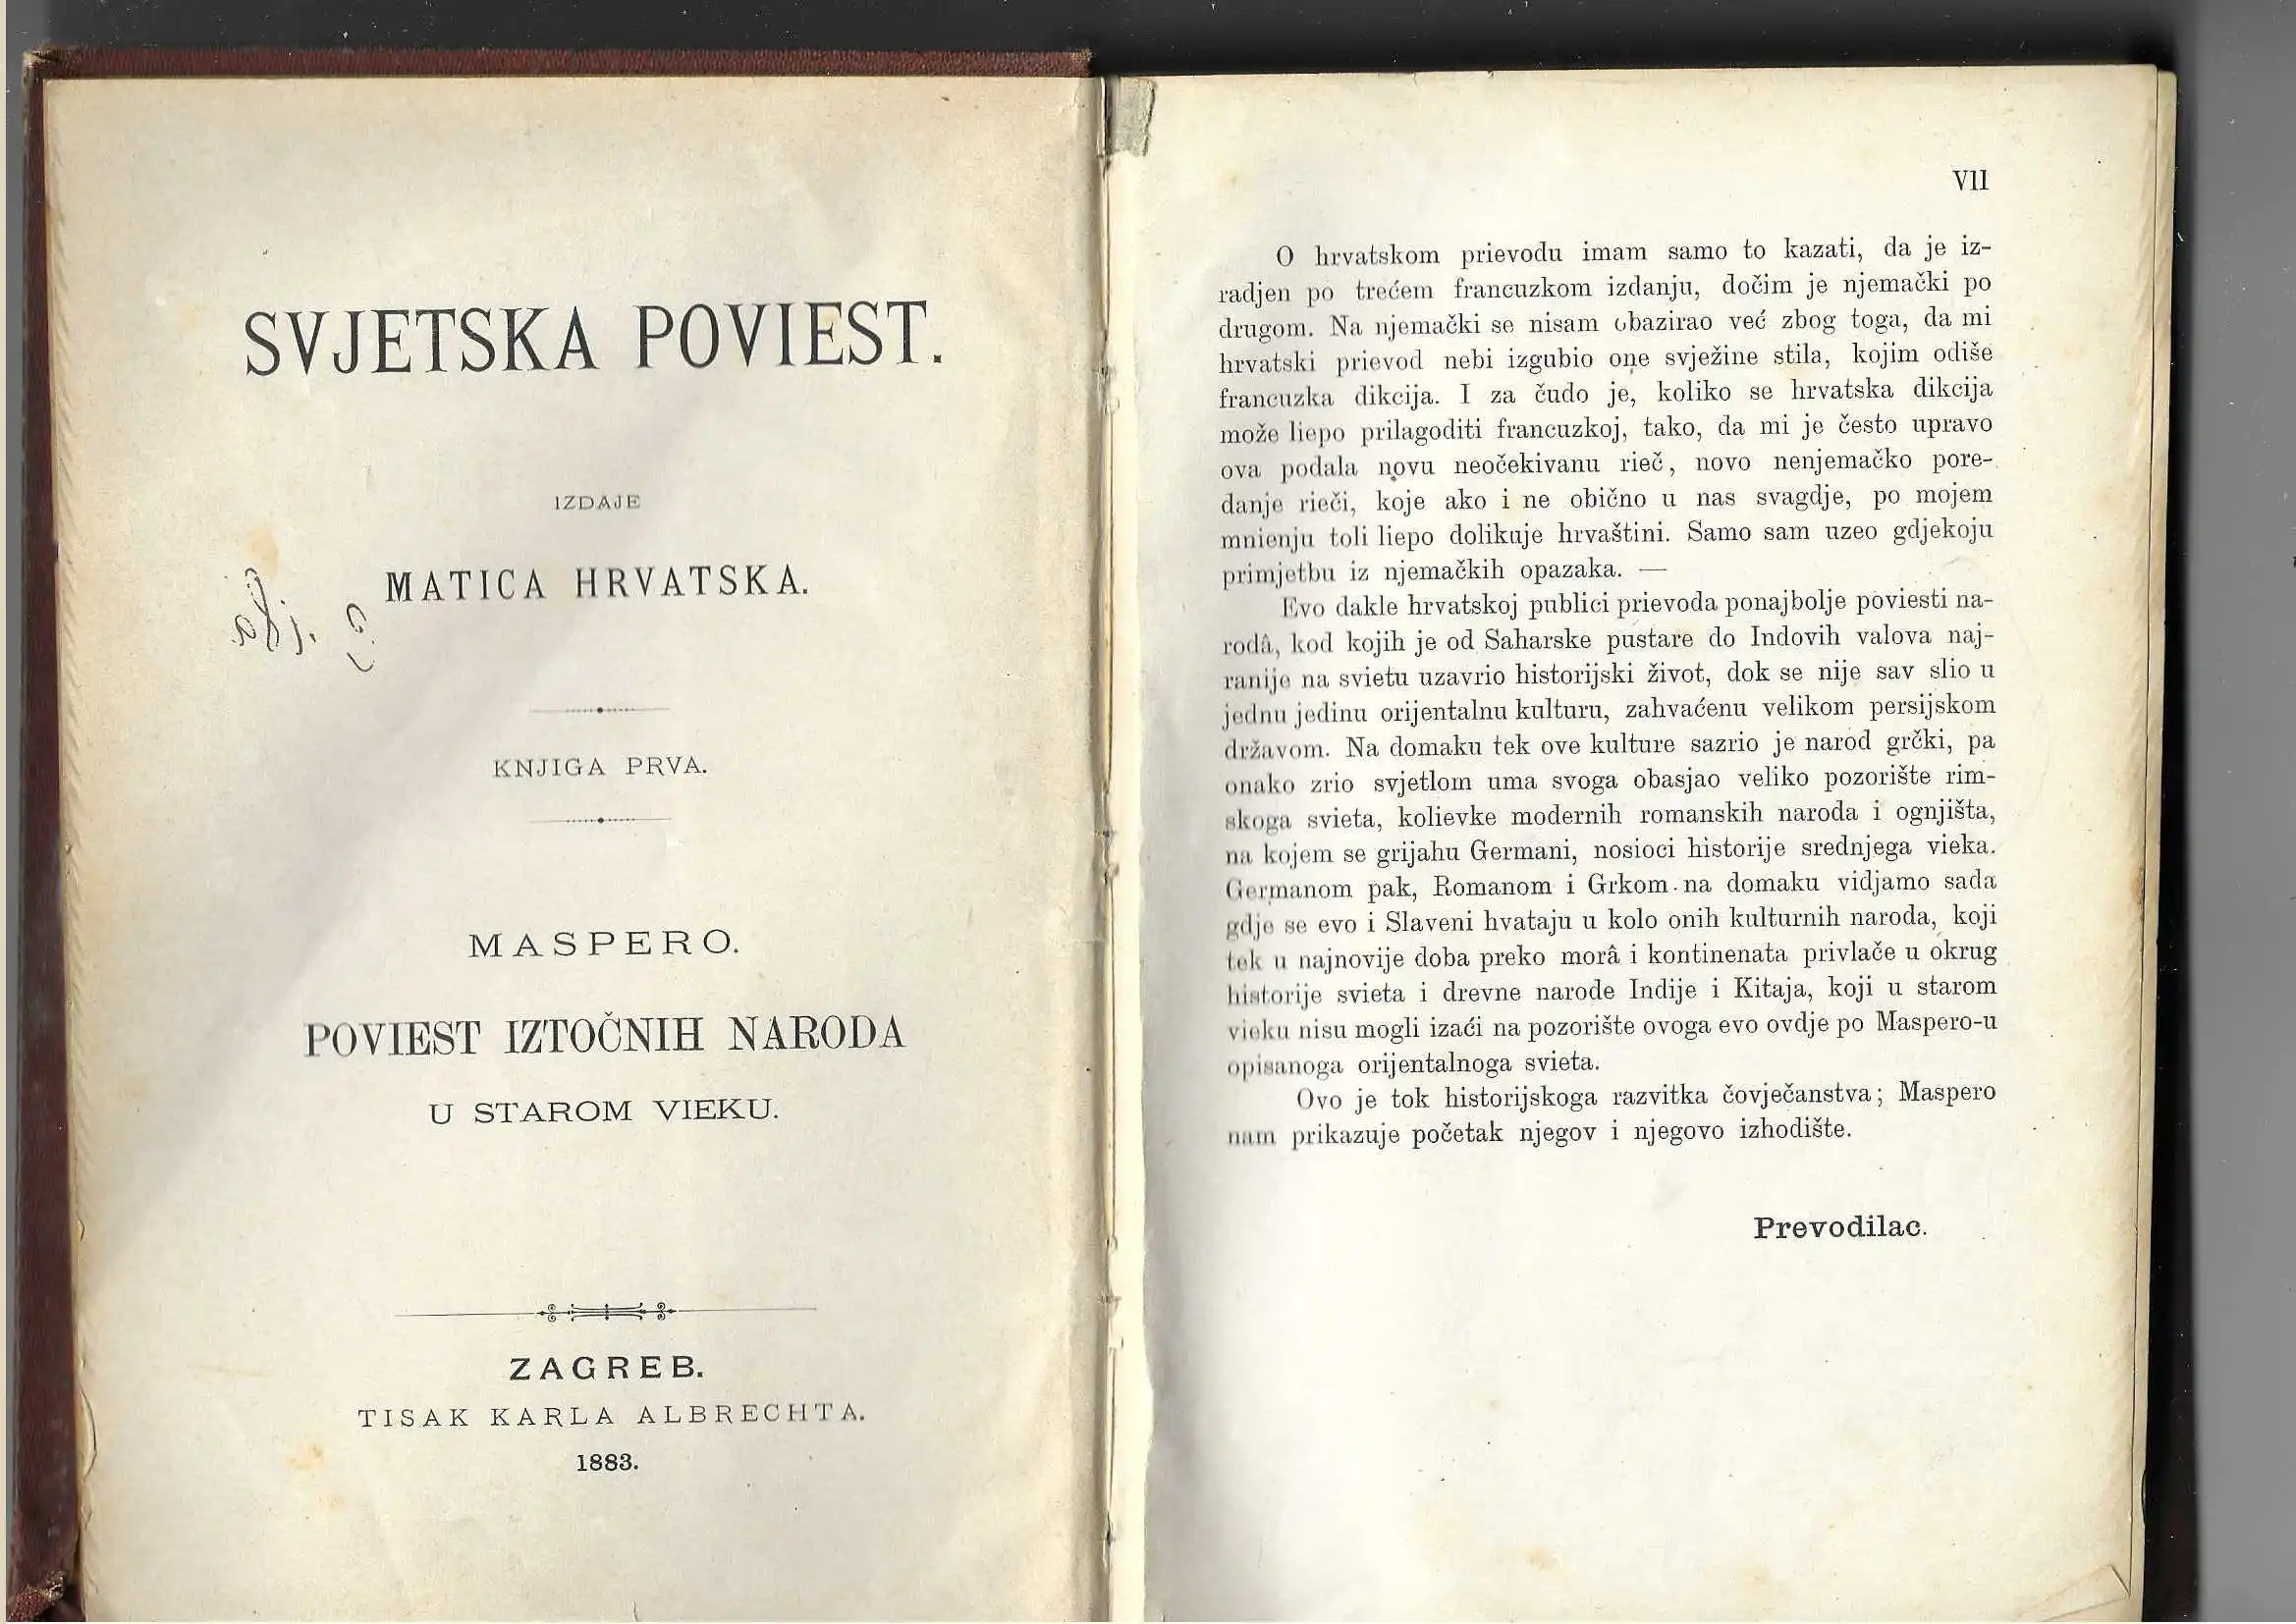 SVJETSKA POVIEST.
IZDAJE
MATICA HRVATSKA.
KNJIGA PRVA.
MASPERO.
POVIEST IZTOČNIH NARODA
U STAROM VIEKU.
ZAGREB.
TISAK KARLA ALBRECHTA.
1883.
VII
O hrvatskom prievodu imam samo to kazati, da je iz-
radjen po trećem francuzkom izdanju, dočim je njemački po
drugom. Na njemački se nisam obazirao već zbog toga, da mi
hrvatski prievod nebi izgubio one svježine stila, kojim odiše
francuzka dikcija. I za čudo je, koliko se hrvatska dikcija
može liepo prilagoditi francuzkoj, tako, da mi je često upravo
ova podala novu neočekivanu rieč, novo nenjemačko pore-
danje rieči, koje ako i ne obično u nas svagdje, po mojem
mnienju toli liepo dolikuje hrvaštini. Samo sam uzeo gdjekoju
primjetbu iz njemačkih opazaka. —
Evo dakle hrvatskoj publici prievoda ponajbolje poviesti na-
rodâ, kod kojih je od Saharske pustare do Indovih valova naj-
ranije na svietu uzavrio historijski život, dok se nije sav slio u
jednu jedinu orijentalnu kulturu, zahvaćenu velikom persijskom
državom. Na domaku tek ove kulture sazrio je narod grčki, pa
onako zrio svjetlom uma svoga obasjao veliko pozorište rim-
skoga svieta, kolievke modernih romanskih naroda i ognjišta,
na kojem se grijahu Germani, nosioci historije srednjega vieka.
Germanom pak, Romanom i Grkom na domaku vidjamo sada
gdje se evo i Slaveni hvataju u kolo onih kulturnih naroda, koji
tek u najnovije doba preko morâ i kontinenata privlače u okrug
historije svieta i drevne narode Indije i Kitaja, koji u starom
vieku nisu mogli izaći na pozorište ovoga evo ovdje po Maspero-u
opisanoga orijentalnoga svieta.
Ovo je tok historijskoga razvitka čovječanstva; Maspero
nam prikazuje početak njegov i njegovo izhodište.
Prevodilac.